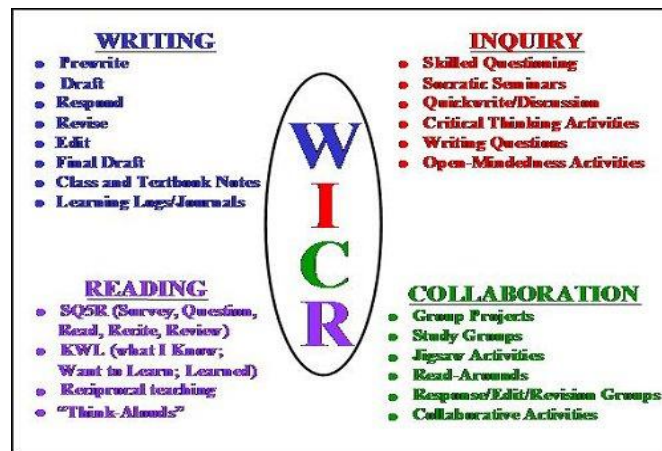 WRITING
Prewrite
Draft
Respond
Revise
Edit
Final Draft
Class and Textbook Notes
Learning Logs/Journals
INQUIRY
Skilled Questioning
Socratic Seminars
Quickwrite/Discussion
Critical Thinking Activities
Writing Questions
Open-Mindedness Activities
W
I
C
R
READING
SQ5R (Survey, Question,
Read, Recite, Review)
KWL (what I Know;
Want to Learn; Learned)
Reciprocal teaching
“Think-Alouds”
COLLABORATION
Group Projects
Study Groups
Jigsaw Activities
Read-Arounds
Response/Edit/Revision Groups
Collaborative Activities